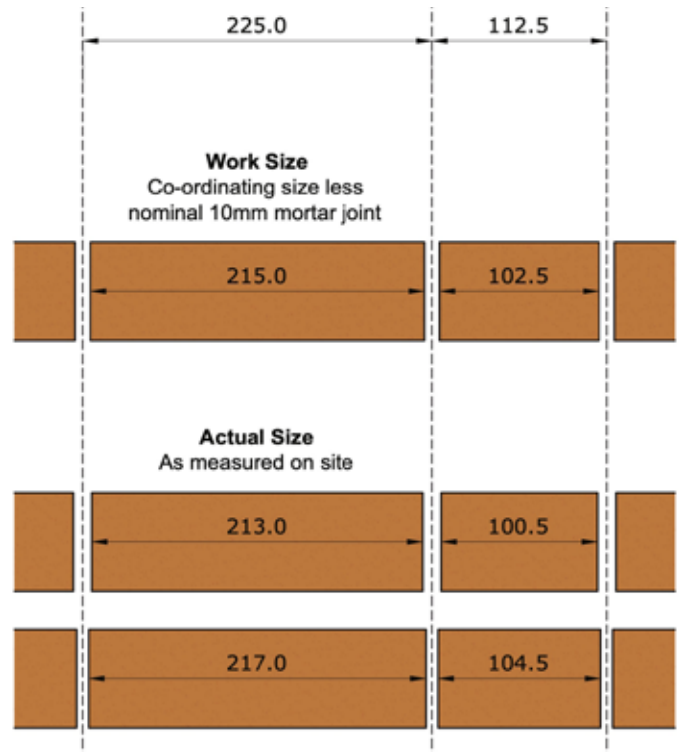 225.0 112.5
Work Size
Co-ordinating size less
nominal 10mm mortar joint
215.0 102.5
Actual Size
As measured on site
213.0 100.5
217.0 104.5